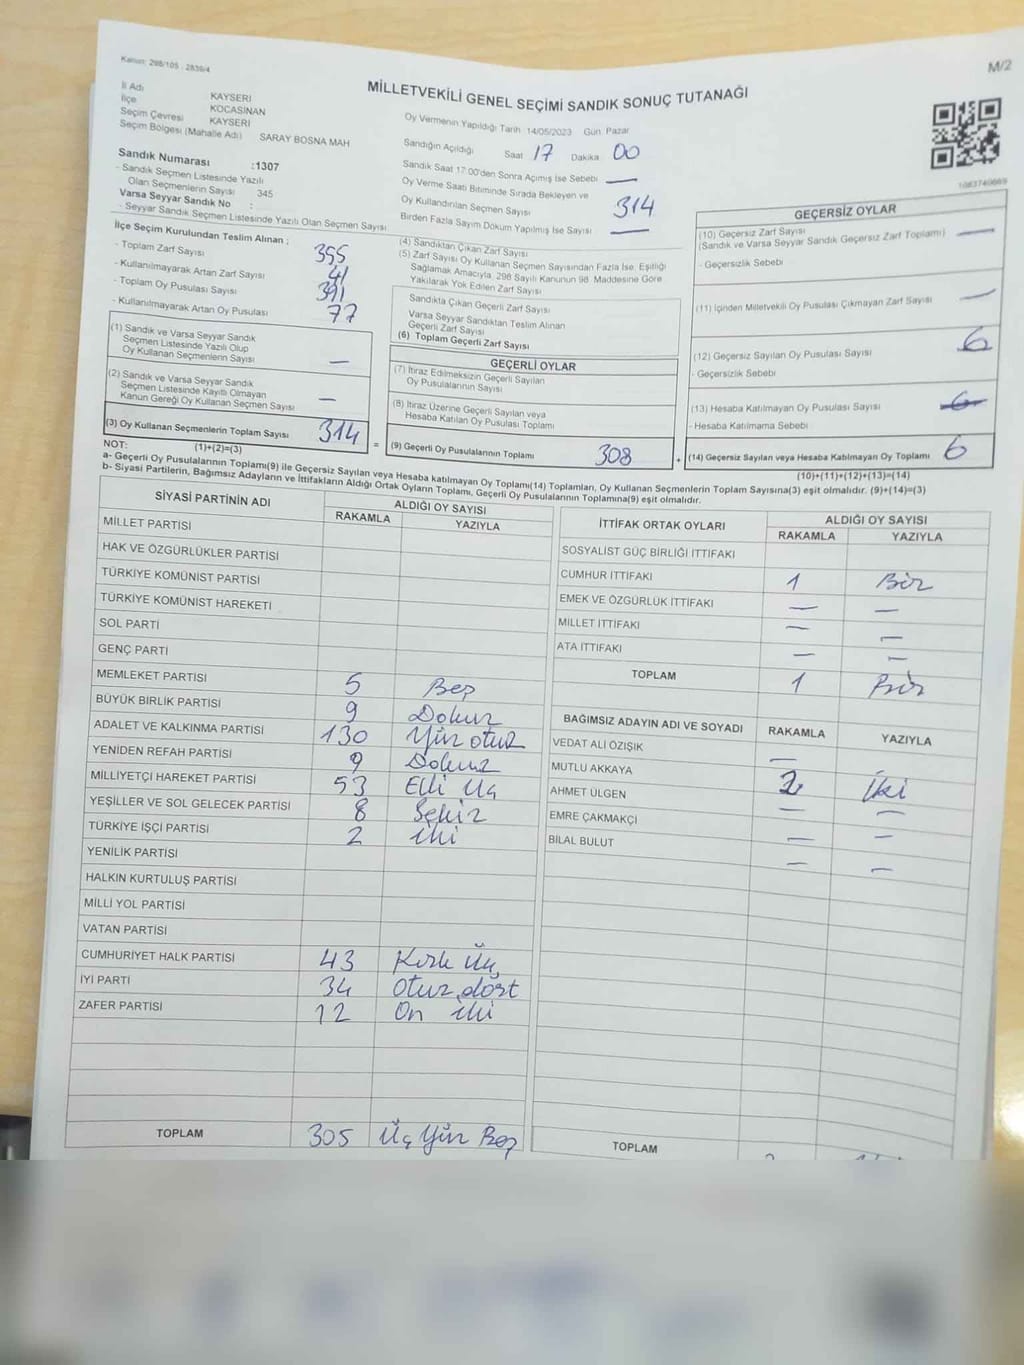 Kanun: 298/105 : 2839/4
M/2
MİLLETVEKİLİ GENEL SEÇİMİ SANDIK SONUÇ TUTANAĞI
İl Adı KAYSERİ
İlçe KOCASİNAN
Seçim Çevresi KAYSERİ
Seçim Bölgesi (Mahalle Adı) SARAY BOSNA MAH
Sandık Numarası :1307
- Sandık Seçmen Listesinde Yazılı
Olan Seçmenlerin Sayısı 345
Varsa Seyyar Sandık No :
- Seyyar Sandık Seçmen Listesinde Yazılı Olan Seçmen Sayısı
Oy Vermenin Yapıldığı Tarih 14/05/2023 Gün Pazar
Sandığın Açıldığı Saat 17 Dakika 00
Sandık Saat 17:00'den Sonra Açımış İse Sebebi —
Oy Verme Saati Bitiminde Sırada Bekleyen ve
Oy Kullandırılan Seçmen Sayısı 314
Birden Fazla Sayım Döküm Yapılmış İse Sayısı —
1083740669
İlçe Seçim Kurulundan Teslim Alınan ;
- Toplam Zarf Sayısı 355
- Kullanılmayarak Artan Zarf Sayısı 41
- Toplam Oy Pusulası Sayısı 391
- Kullanılmayarak Artan Oy Pusulası 77
(1) Sandık ve Varsa Seyyar Sandık
Seçmen Listesinde Yazılı Olup
Oy Kullanan Seçmenlerin Sayısı —
(2) Sandık ve Varsa Seyyar Sandık
Seçmen Listesinde Kayıtlı Olmayan
Kanun Gereği Oy Kullanan Seçmen Sayısı —
(3) Oy Kullanan Seçmenlerin Toplam Sayısı 314
(4) Sandıktan Çıkan Zarf Sayısı
(5) Zarf Sayısı Oy Kullanan Seçmen Sayısından Fazla İse, Eşitliği
Sağlamak Amacıyla, 298 Sayılı Kanunun 98. Maddesine Göre
Yakılarak Yok Edilen Zarf Sayısı
Sandıkta Çıkan Geçerli Zarf Sayısı
Varsa Seyyar Sandıktan Teslim Alınan
Geçerli Zarf Sayısı
(6) Toplam Geçerli Zarf Sayısı
GEÇERLİ OYLAR
(7) İtiraz Edilmeksizin Geçerli Sayılan
Oy Pusulalarının Sayısı
(8) İtiraz Üzerine Geçerli Sayılan veya
Hesaba Katılan Oy Pusulası Toplamı
= (9) Geçerli Oy Pusulalarının Toplamı 308
GEÇERSİZ OYLAR
(10) Geçersiz Zarf Sayısı
(Sandık ve Varsa Seyyar Sandık Geçersiz Zarf Toplamı) —
- Geçersizlik Sebebi
(11) İçinden Milletvekili Oy Pusulası Çıkmayan Zarf Sayısı —
(12) Geçersiz Sayılan Oy Pusulası Sayısı 6
- Geçersizlik Sebebi
(13) Hesaba Katılmayan Oy Pusulası Sayısı 6
- Hesaba Katılmama Sebebi
+ (14) Geçersiz Sayılan veya Hesaba Katılmayan Oy Toplamı 6
NOT: (1)+(2)=(3)
(10)+(11)+(12)+(13)=(14)
a- Geçerli Oy Pusulalarının Toplamı(9) ile Geçersiz Sayılan veya Hesaba katılmayan Oy Toplamı(14) Toplamları, Oy Kullanan Seçmenlerin Toplam Sayısına(3) eşit olmalıdır. (9)+(14)=(3)
b- Siyasi Partilerin, Bağımsız Adayların ve İttifakların Aldığı Ortak Oyların Toplamı, Geçerli Oy Pusulalarının Toplamına(9) eşit olmalıdır.
SİYASİ PARTİNİN ADI ALDIĞI OY SAYISI
RAKAMLA YAZIYLA
MİLLET PARTİSİ
HAK VE ÖZGÜRLÜKLER PARTİSİ
TÜRKİYE KOMÜNİST PARTİSİ
TÜRKİYE KOMÜNİST HAREKETİ
SOL PARTİ
GENÇ PARTİ
MEMLEKET PARTİSİ 5 Beş
BÜYÜK BİRLİK PARTİSİ 9 Dokuz
ADALET VE KALKINMA PARTİSİ 130 Yüz otuz
YENİDEN REFAH PARTİSİ 9 Dokuz
MİLLİYETÇİ HAREKET PARTİSİ 53 Elli Üç
YEŞİLLER VE SOL GELECEK PARTİSİ 8 Sekiz
TÜRKİYE İŞÇİ PARTİSİ 2 iki
YENİLİK PARTİSİ
HALKIN KURTULUŞ PARTİSİ
MİLLİ YOL PARTİSİ
VATAN PARTİSİ
CUMHURİYET HALK PARTİSİ 43 Kırk Üç
İYİ PARTİ 34 Otuz dört
ZAFER PARTİSİ 12 On iki
TOPLAM 305 Üç Yüz Beş
İTTİFAK ORTAK OYLARI ALDIĞI OY SAYISI
RAKAMLA YAZIYLA
SOSYALİST GÜÇ BİRLİĞİ İTTİFAKI
CUMHUR İTTİFAKI 1 Bir
EMEK VE ÖZGÜRLÜK İTTİFAKI — —
MİLLET İTTİFAKI — —
ATA İTTİFAKI — —
TOPLAM 1 Bir
BAĞIMSIZ ADAYIN ADI VE SOYADI RAKAMLA YAZIYLA
VEDAT ALİ ÖZIŞIK —
MUTLU AKKAYA 2 İki
AHMET ÜLGEN — —
EMRE ÇAKMAKÇİ — —
BİLAL BULUT — —
TOPLAM